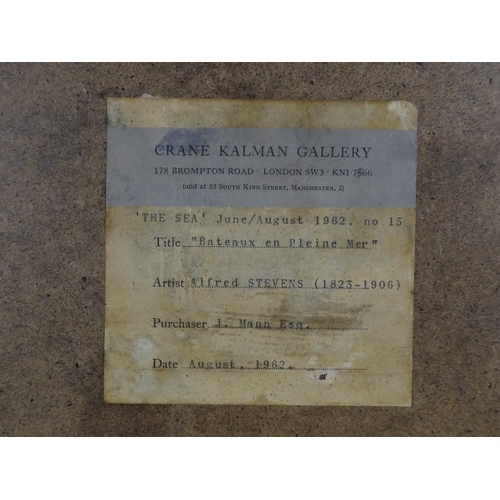 CRANE KALMAN GALLERY
178 BROMPTON ROAD · LONDON SW3 · KNI 7566
(and at 35 SOUTH KING STREET, MANCHESTER, 2)
'THE SEA' June/August 1962. no 15
Title "Bateaux en Pleine Mer"
Artist Alfred STEVENS (1823-1906)
Purchaser J. Mann Esq.
Date August, 1962.